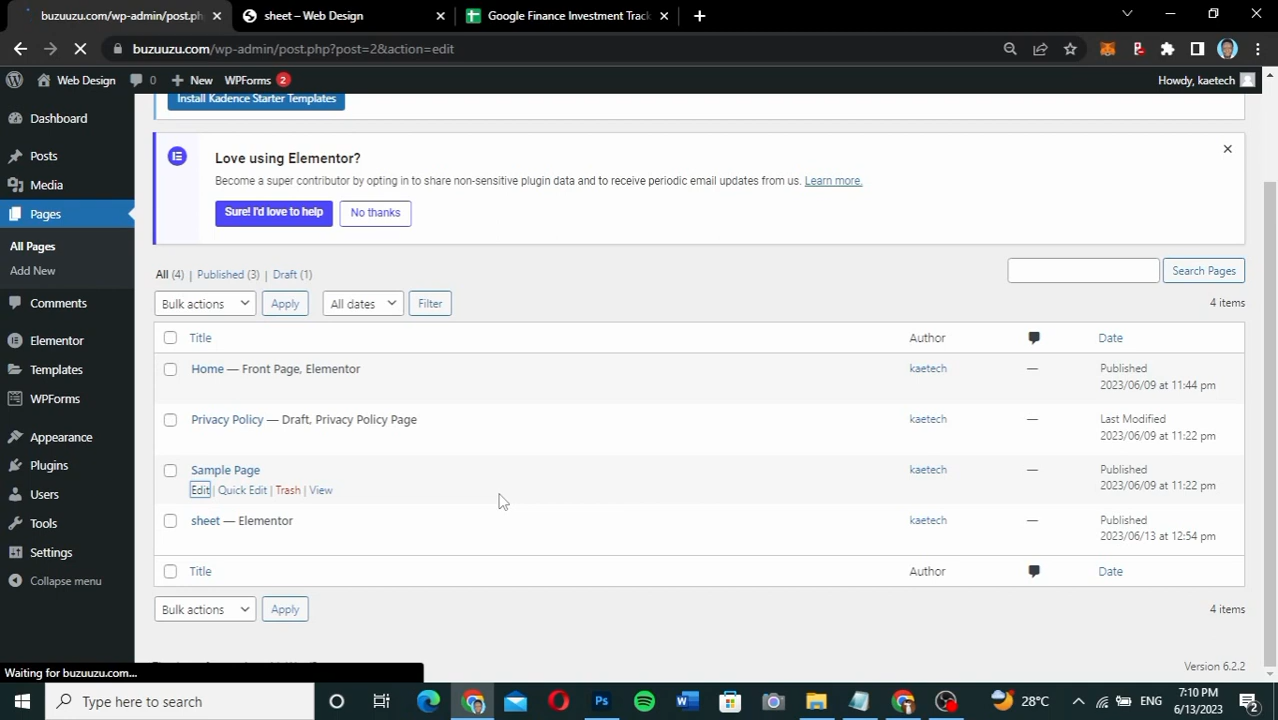 buzuuzu.com/wp-admin/post.ph
sheet – Web Design
Google Finance Investment Track
buzuuzu.com/wp-admin/post.php?post=2&action=edit
Web Design
0
New
WPForms 2
Howdy, kaetech
Dashboard
Posts
Media
Pages
All Pages
Add New
Comments
Elementor
Templates
WPForms
Appearance
Plugins
Users
Tools
Settings
Collapse menu
Install Kadence Starter Templates
Love using Elementor?
Become a super contributor by opting in to share non-sensitive plugin data and to receive periodic email updates from us. Learn more.
Sure! I'd love to help
No thanks
All (4) | Published (3) | Draft (1)
Search Pages
Bulk actions
Apply
All dates
Filter
4 items
Title
Author
Date
Home — Front Page, Elementor
kaetech
—
Published
2023/06/09 at 11:44 pm
Privacy Policy — Draft, Privacy Policy Page
kaetech
—
Last Modified
2023/06/09 at 11:22 pm
Sample Page
Edit | Quick Edit | Trash | View
kaetech
—
Published
2023/06/09 at 11:22 pm
sheet — Elementor
kaetech
—
Published
2023/06/13 at 12:54 pm
Title
Author
Date
Bulk actions
Apply
4 items
Version 6.2.2
Waiting for buzuuzu.com...
Type here to search
28°C
ENG
7:10 PM
6/13/2023
2